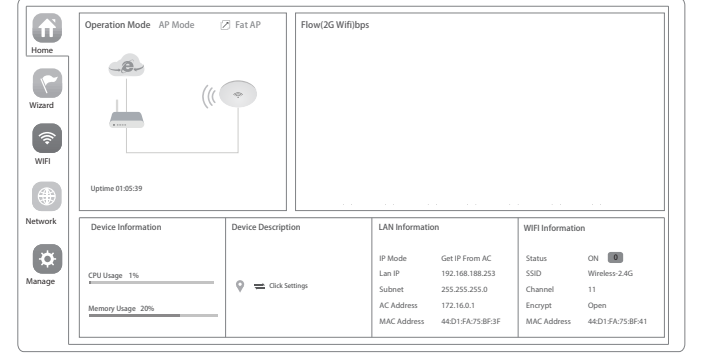 Home
Wizard
WIFI
Network
Manage
Operation Mode AP Mode Fat AP
Uptime 01:05:39
Flow(2G Wifi)bps
Device Information
CPU Usage 1%
Memory Usage 20%
Device Description
Click Settings
LAN Information
IP Mode Get IP From AC
Lan IP 192.168.188.253
Subnet 255.255.255.0
AC Address 172.16.0.1
MAC Address 44:D1:FA:75:BF:3F
WIFI Information
Status ON 0
SSID Wireless-2.4G
Channel 11
Encrypt Open
MAC Address 44:D1:FA:75:BF:41